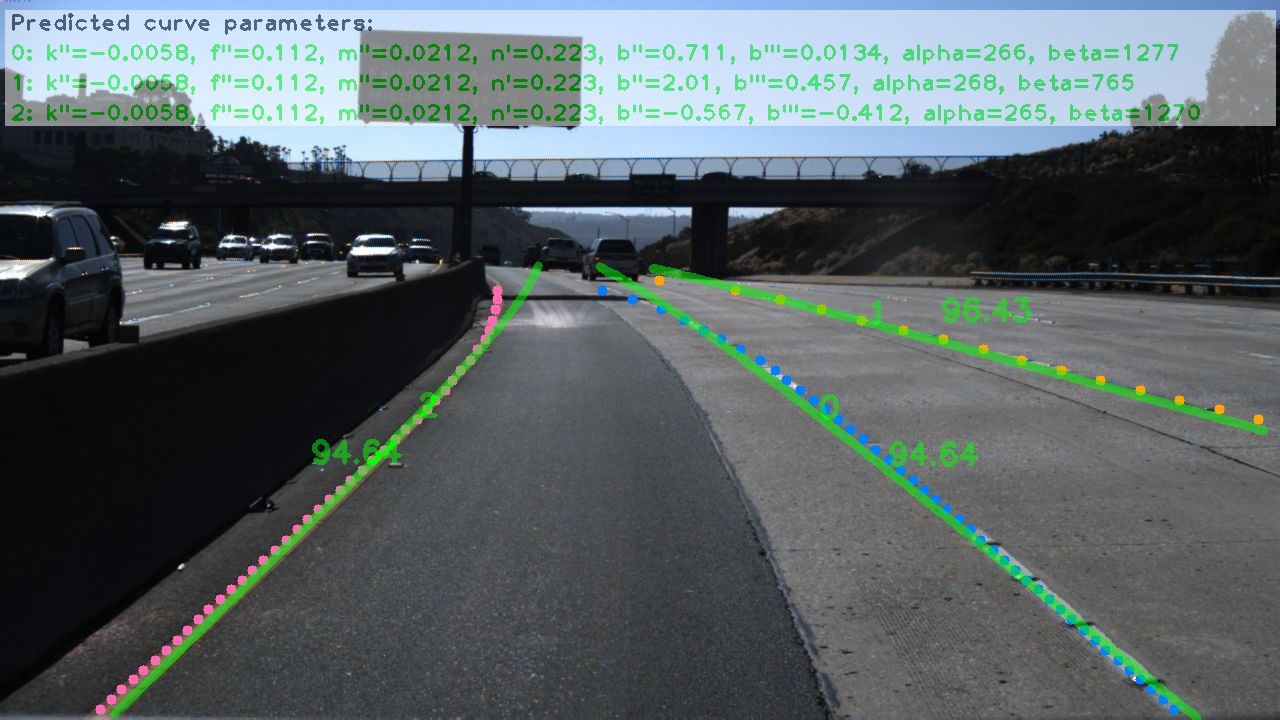 Predicted curve parameters:
0: k''=-0.0058, f''=0.112, m''=0.0212, n'=0.223, b''=0.711, b'''=0.0134, alpha=266, beta=1277
1: k''=-0.0058, f''=0.112, m''=0.0212, n'=0.223, b''=2.01, b'''=0.457, alpha=268, beta=765
2: k''=-0.0058, f''=0.112, m''=0.0212, n'=0.223, b''=-0.567, b'''=-0.412, alpha=265, beta=1270
1 96.43
2 0
94.64 94.64